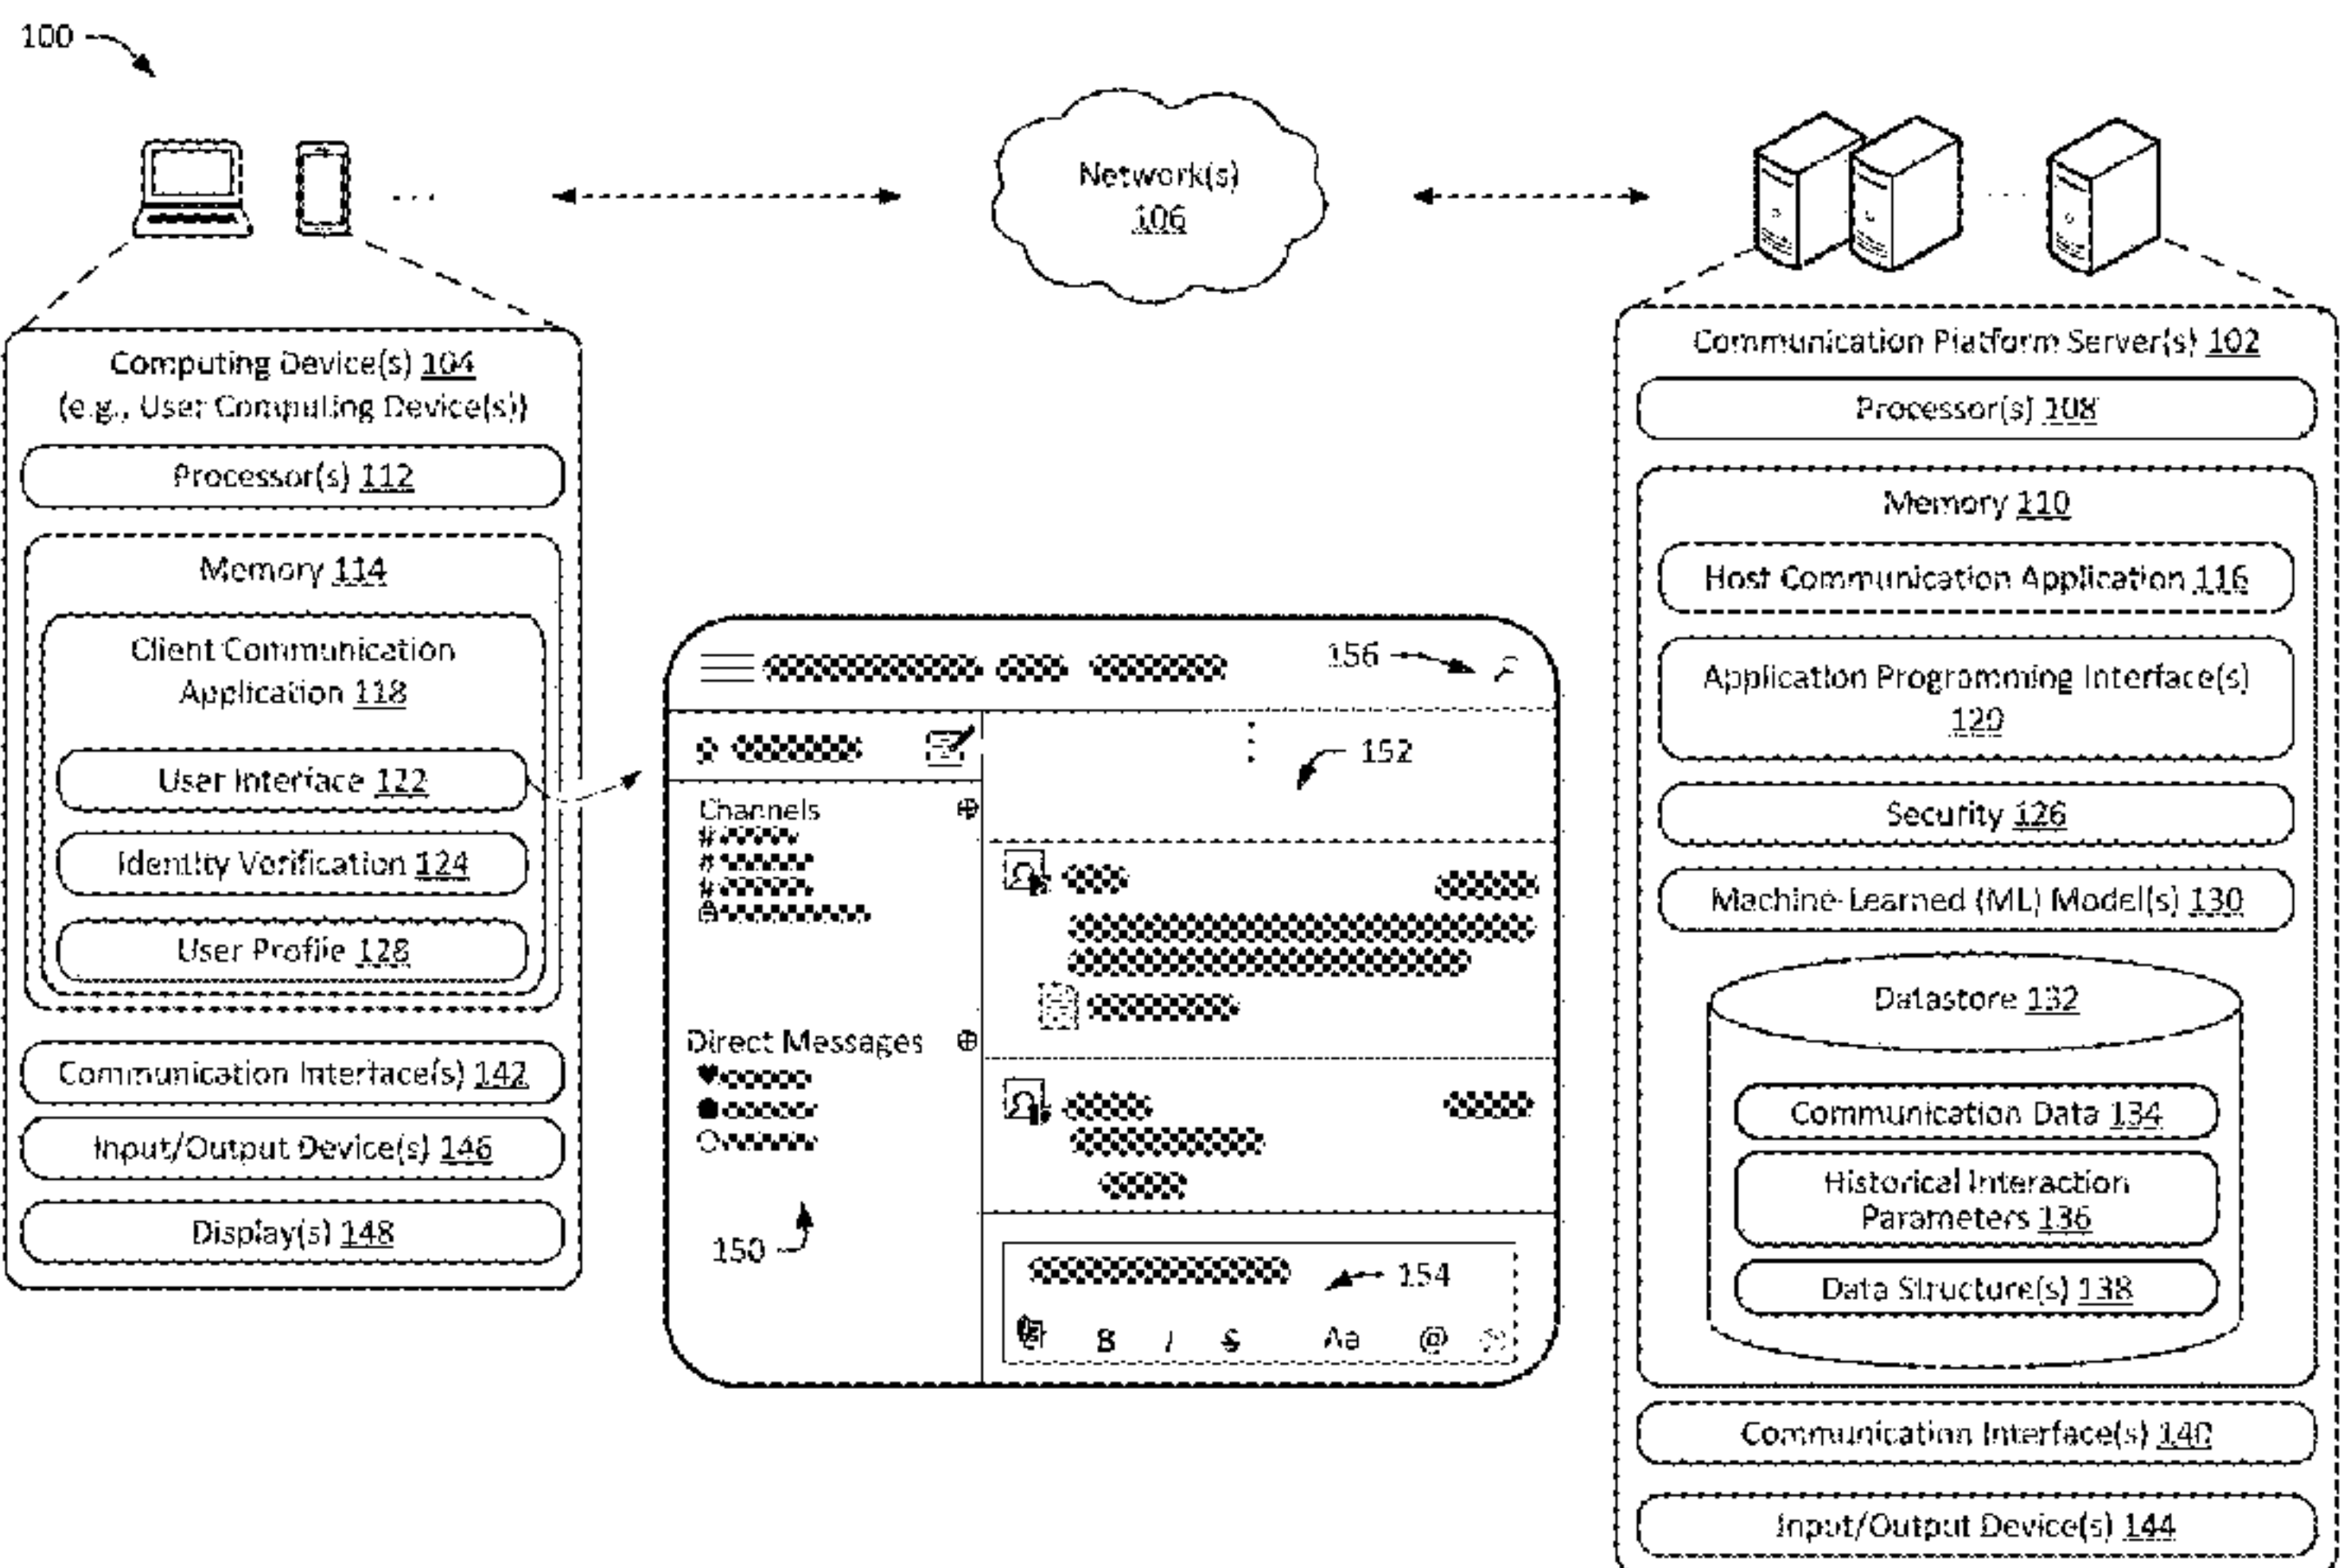 100
Network(s)
106
Computing Device(s) 104
(e.g., User Computing Device(s))
Processor(s) 112
Memory 114
Client Communication
Application 118
User Interface 122
Identity Verification 124
User Profile 128
Communication Interface(s) 142
Input/Output Device(s) 146
Display(s) 148
156
152
Channels
#
#
#
Direct Messages
150
154
B I S Aa @
Communication Platform Server(s) 102
Processor(s) 108
Memory 110
Host Communication Application 116
Application Programming Interface(s)
120
Security 126
Machine-Learned (ML) Model(s) 130
Datastore 132
Communication Data 134
Historical Interaction
Parameters 136
Data Structure(s) 138
Communication Interface(s) 140
Input/Output Device(s) 144